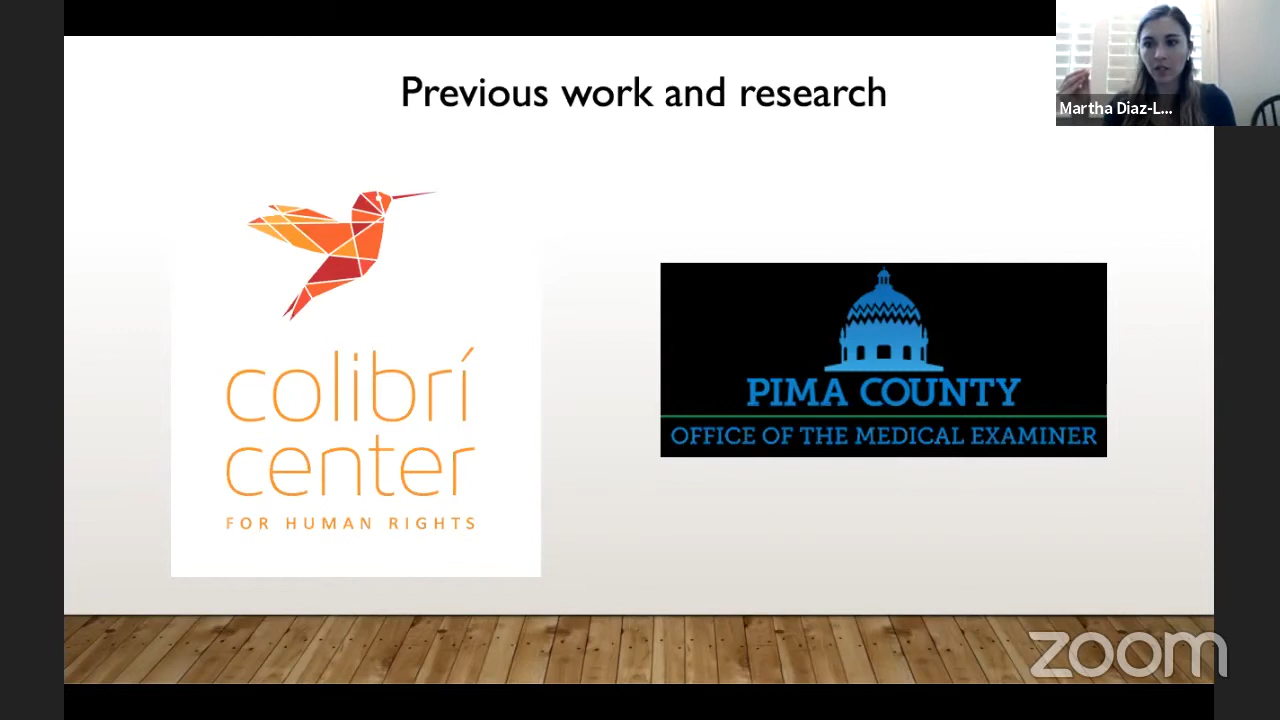 Previous work and research
Martha Diaz-L...
colibrí
center
FOR HUMAN RIGHTS
PIMA COUNTY
OFFICE OF THE MEDICAL EXAMINER
zoom